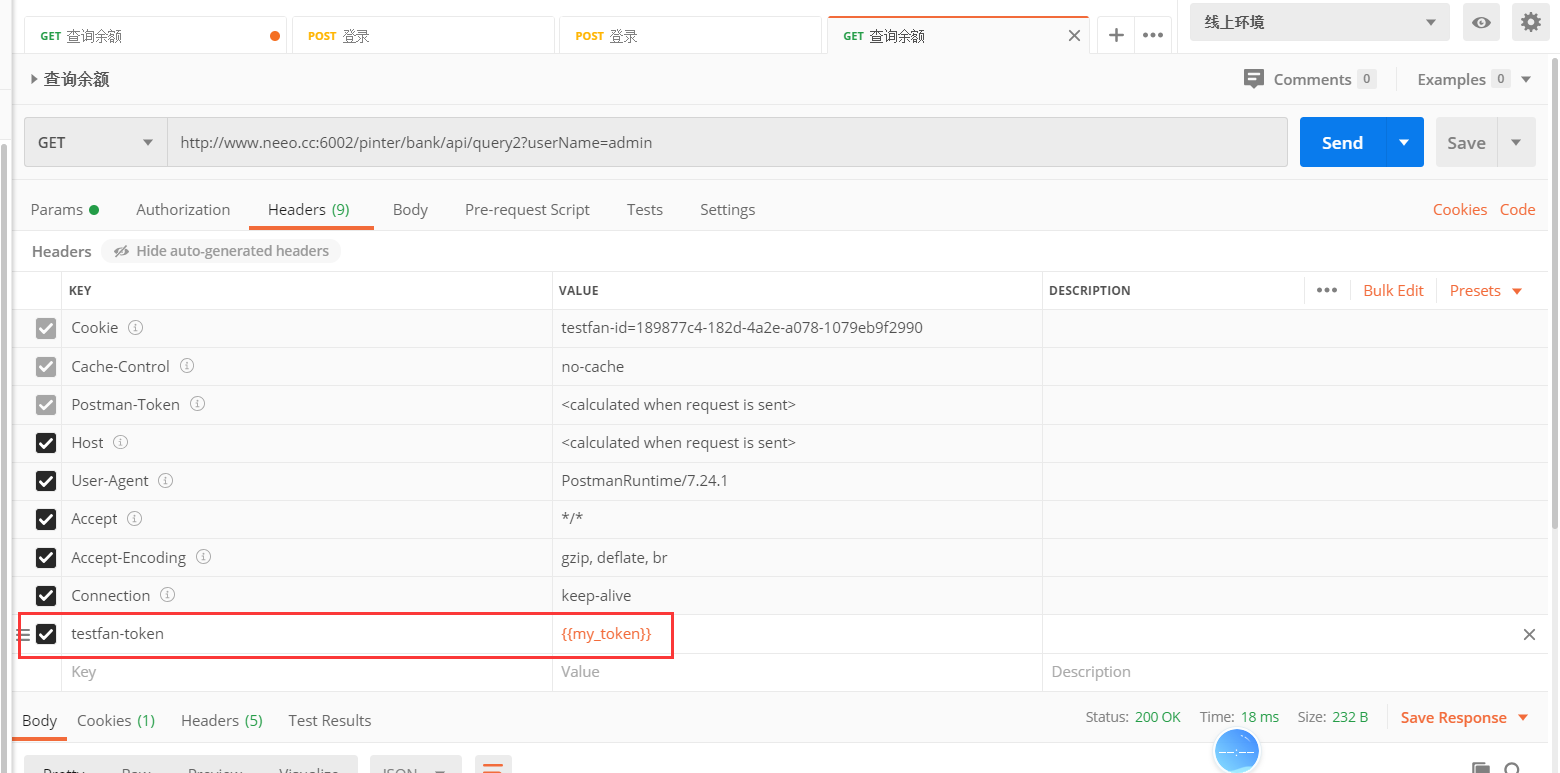 GET 查询余额 POST 登录 POST 登录 GET 查询余额 线上环境
查询余额 Comments 0 Examples 0
GET http://www.neeo.cc:6002/pinter/bank/api/query2?userName=admin Send Save
Params Authorization Headers (9) Body Pre-request Script Tests Settings Cookies Code
Headers Hide auto-generated headers
KEY VALUE DESCRIPTION ••• Bulk Edit Presets
Cookie testfan-id=189877c4-182d-4a2e-a078-1079eb9f2990
Cache-Control no-cache
Postman-Token <calculated when request is sent>
Host <calculated when request is sent>
User-Agent PostmanRuntime/7.24.1
Accept */*
Accept-Encoding gzip, deflate, br
Connection keep-alive
testfan-token {{my_token}}
Key Value Description
Body Cookies (1) Headers (5) Test Results Status: 200 OK Time: 18 ms Size: 232 B Save Response
--:--
Pretty Raw Preview Visualize JSON